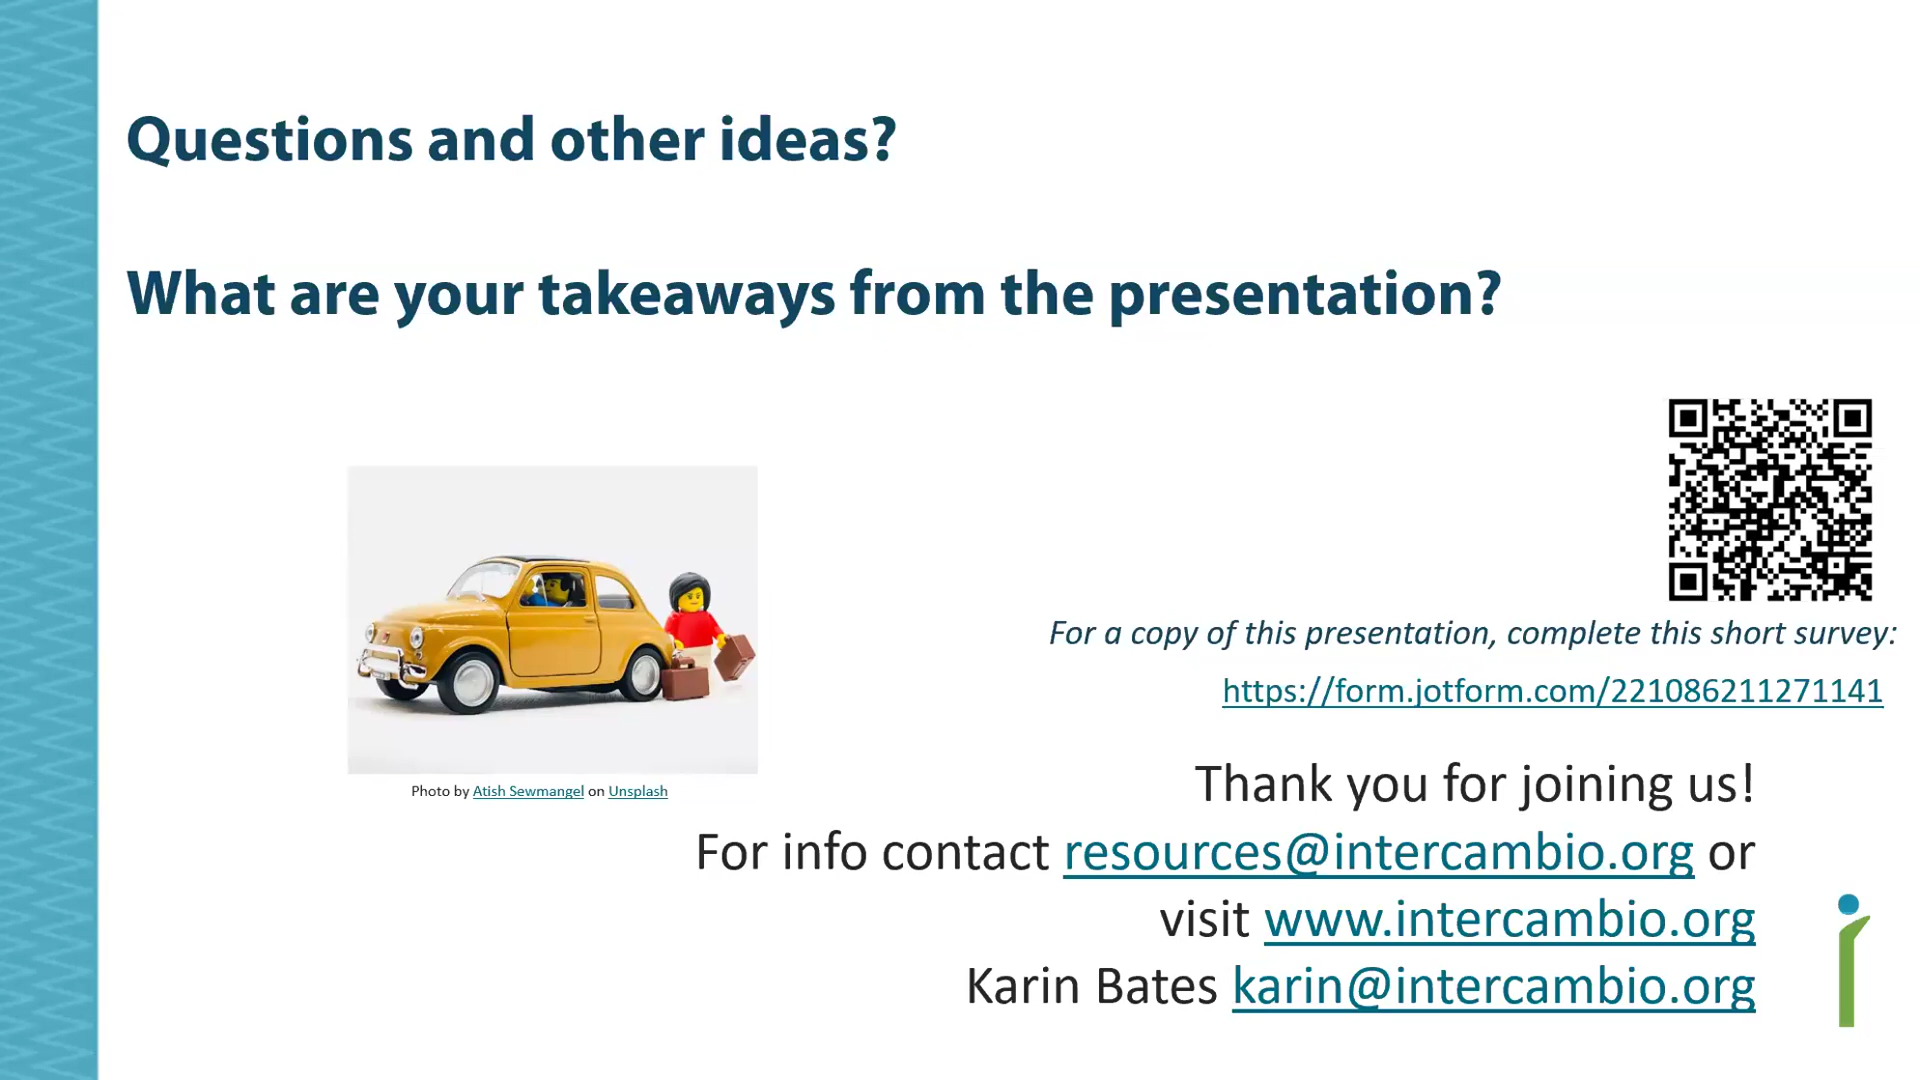 Questions and other ideas?
What are your takeaways from the presentation?
For a copy of this presentation, complete this short survey:
https://form.jotform.com/221086211271141
Photo by Atish Sewmangel on Unsplash
Thank you for joining us!
For info contact resources@intercambio.org or
visit www.intercambio.org
Karin Bates karin@intercambio.org